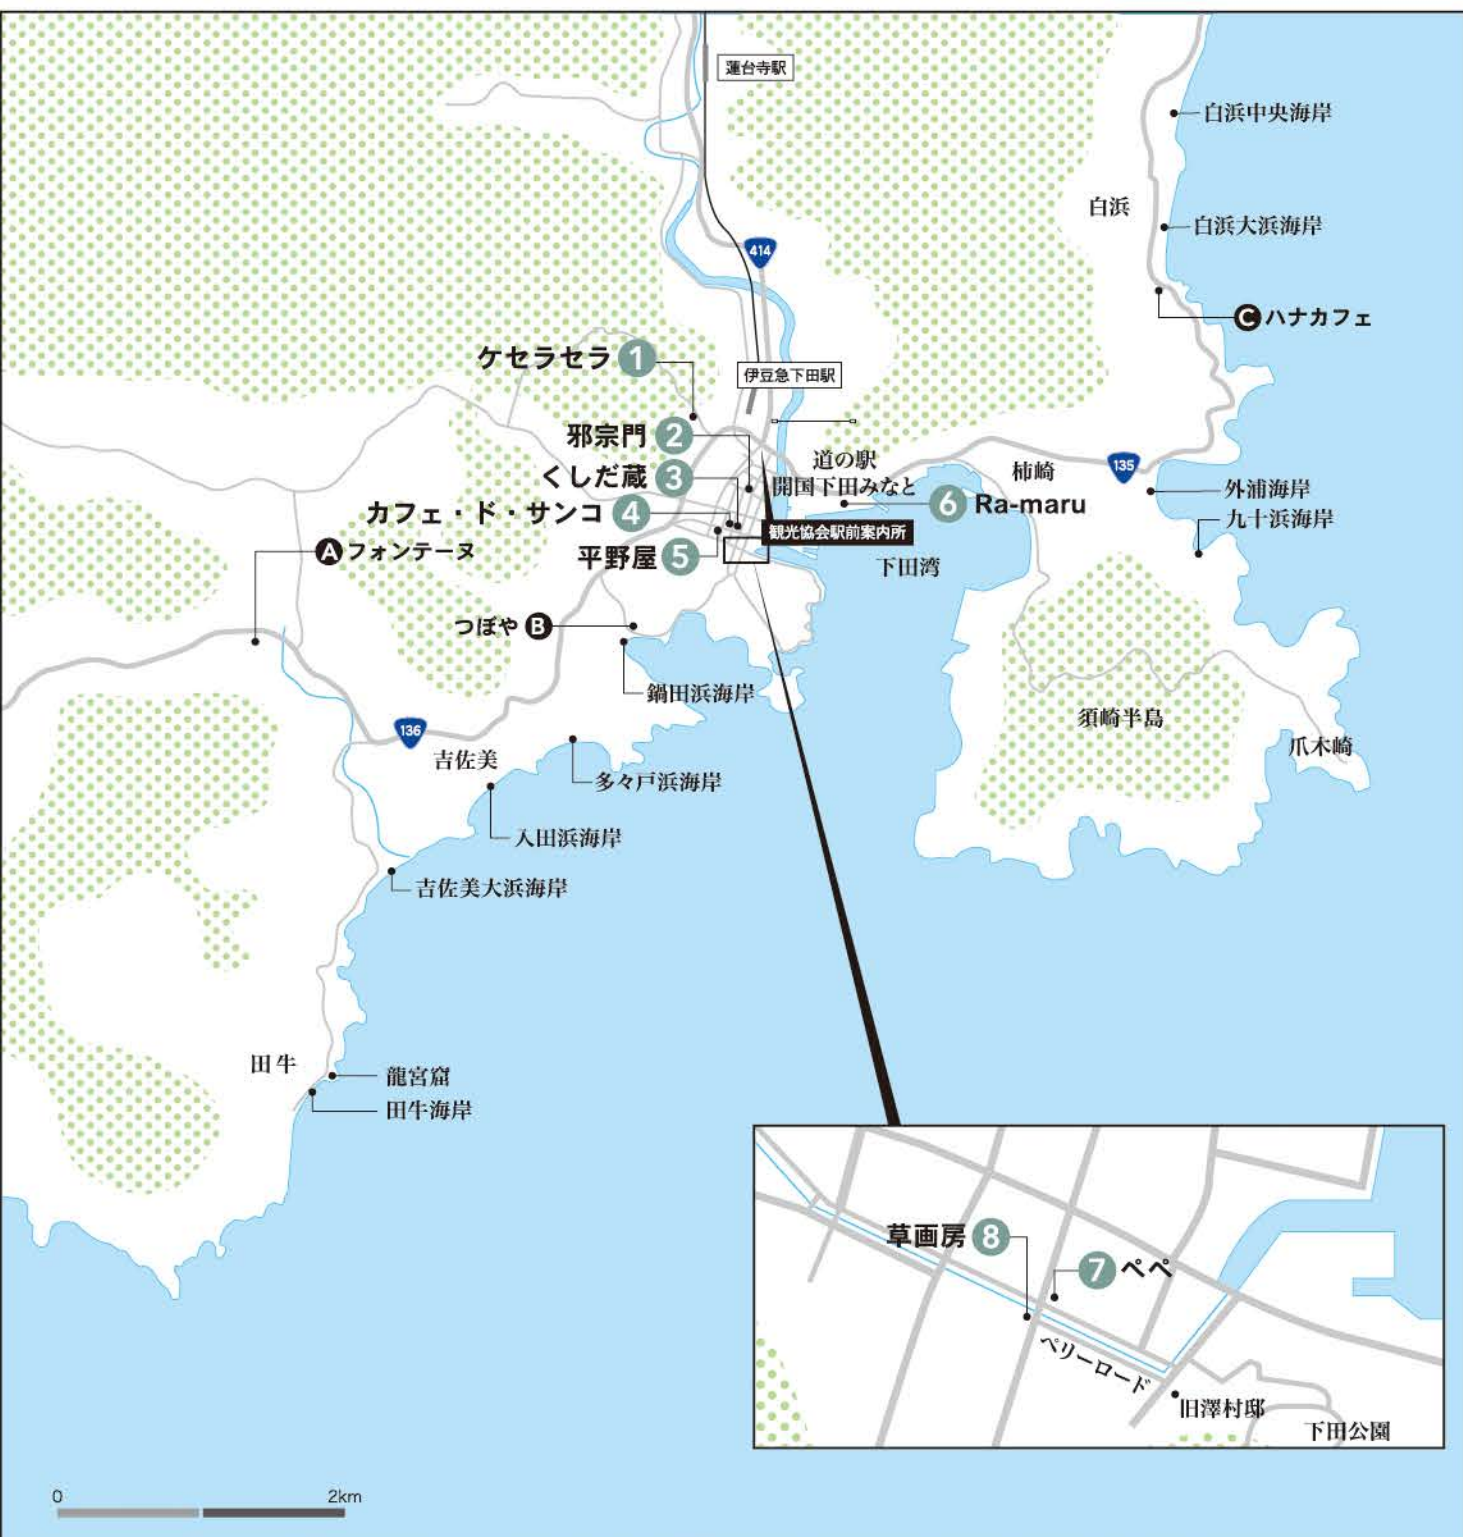 蓮台寺駅
白浜中央海岸
白浜
白浜大浜海岸
414
C ハナカフェ
ケセラセラ 1
伊豆急下田駅
邪宗門 2
道の駅
開国下田みなと
柿崎
135
くしだ蔵 3
外浦海岸
6 Ra-maru
カフェ・ド・サンコ 4
九十浜海岸
観光協会駅前案内所
A フォンテーヌ
平野屋 5
下田湾
つぼや B
鍋田浜海岸
須崎半島
136
爪木崎
吉佐美
多々戸浜海岸
入田浜海岸
吉佐美大浜海岸
田牛
龍宮窟
田牛海岸
草画房 8
7 ペペ
ペリーロード
旧澤村邸
下田公園
0 2km